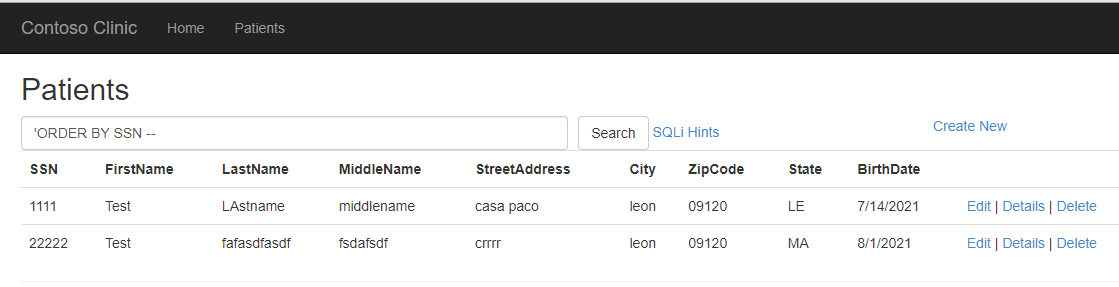 Contoso Clinic Home Patients
Patients
'ORDER BY SSN -- Search SQLi Hints Create New
SSN FirstName LastName MiddleName StreetAddress City ZipCode State BirthDate
1111 Test LAstname middlename casa paco leon 09120 LE 7/14/2021 Edit | Details | Delete
22222 Test fafasdfasdf fsdafsdf crrrr leon 09120 MA 8/1/2021 Edit | Details | Delete